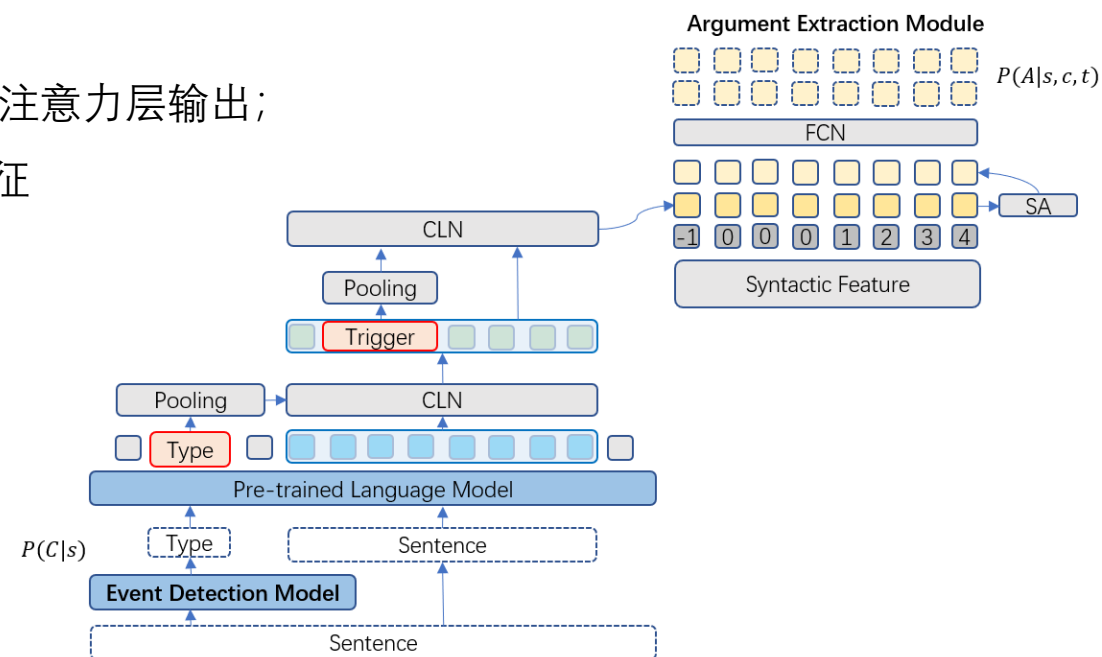 Argument Extraction Module
P(A|s,c,t)
注意力层输出；
征
FCN
SA
CLN
-1 0 0 0 1 2 3 4
Pooling
Syntactic Feature
Trigger
Pooling
CLN
Type
Pre-trained Language Model
P(C|s)
Type
Sentence
Event Detection Model
Sentence